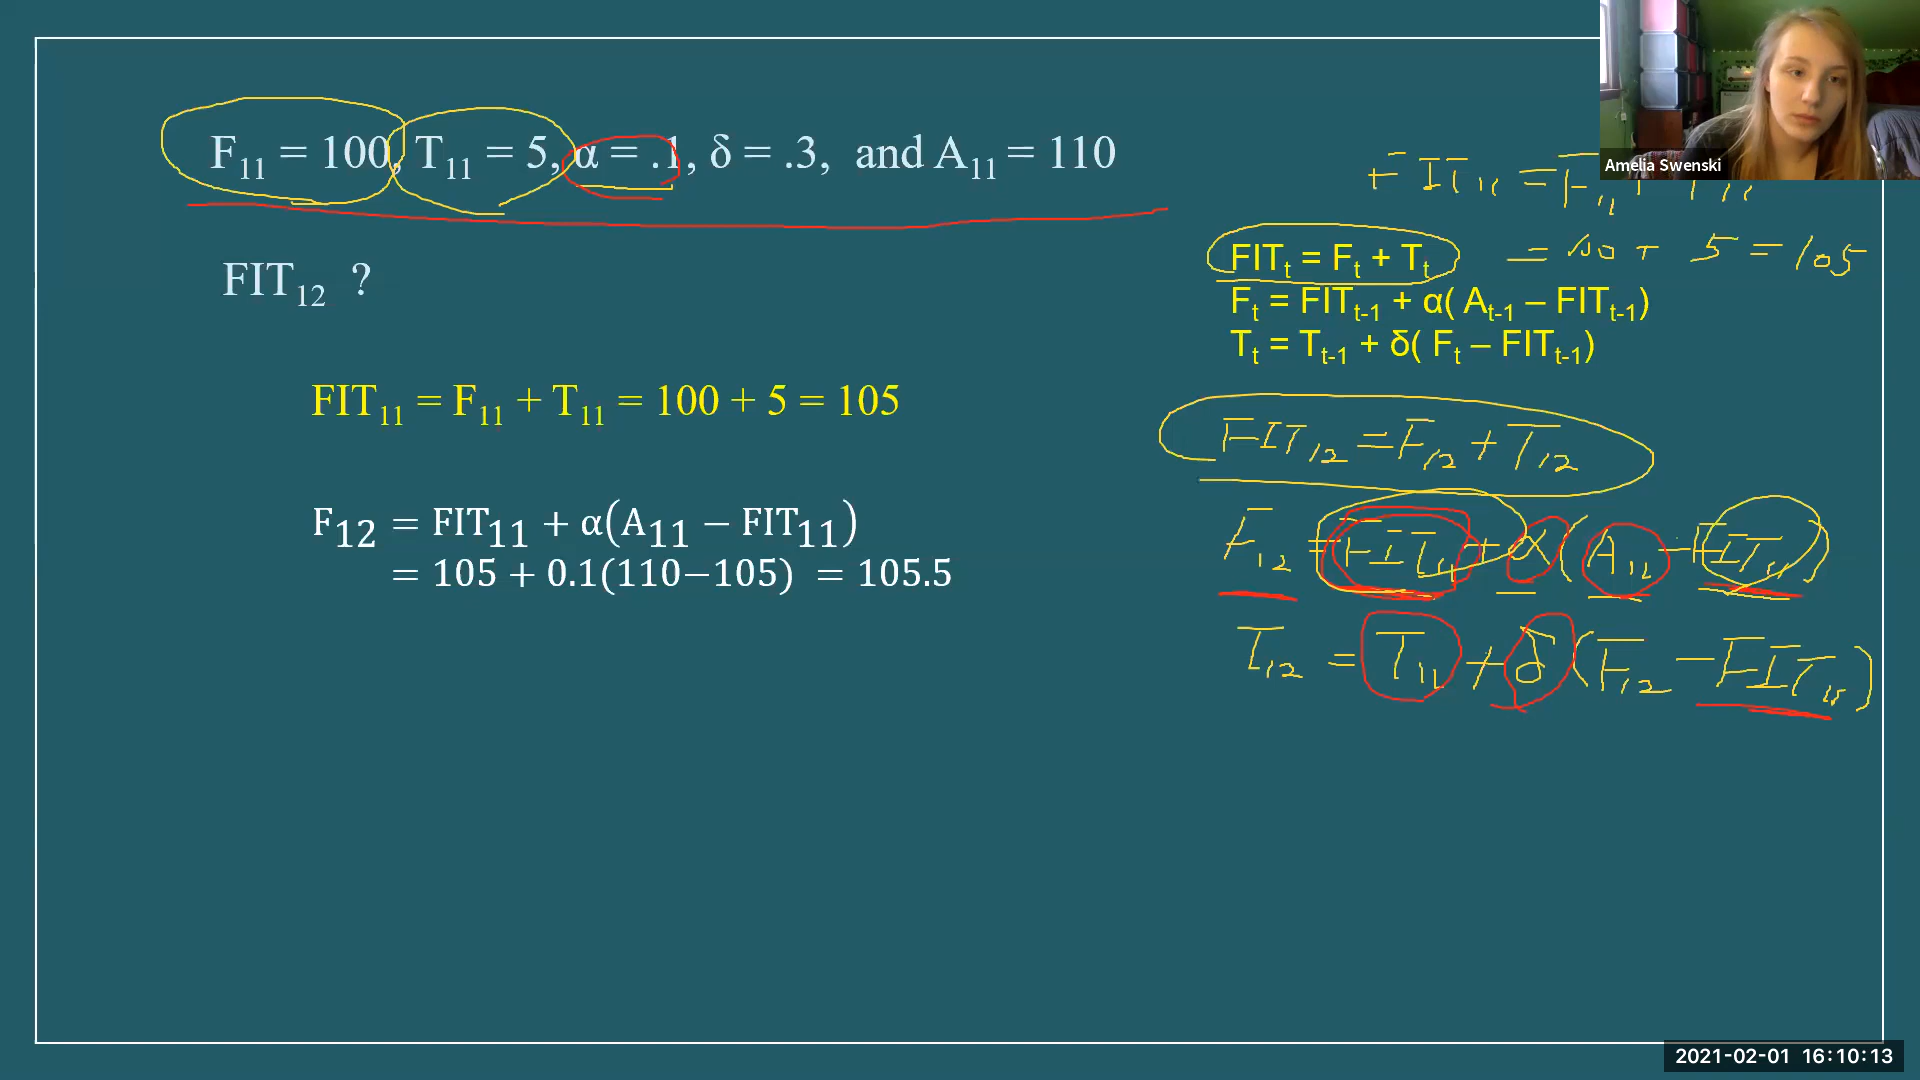 F11 = 100, T11 = 5, α = .1, δ = .3, and A11 = 110
Amelia Swenski
FIT11 = F11 + T11
= 100 + 5 = 105
FITt = Ft + Tt
Ft = FITt-1 + α( At-1 – FITt-1)
Tt = Tt-1 + δ( Ft – FITt-1)
FIT12 ?
FIT11 = F11 + T11 = 100 + 5 = 105
FIT12 = F12 + T12
F12 = FIT11 + α(A11 − FIT11)
= 105 + 0.1(110−105) = 105.5
F12 = FIT11 + α(A11 − FIT11)
T12 = T11 + δ(F12 − FIT11)
2021-02-01 16:10:13